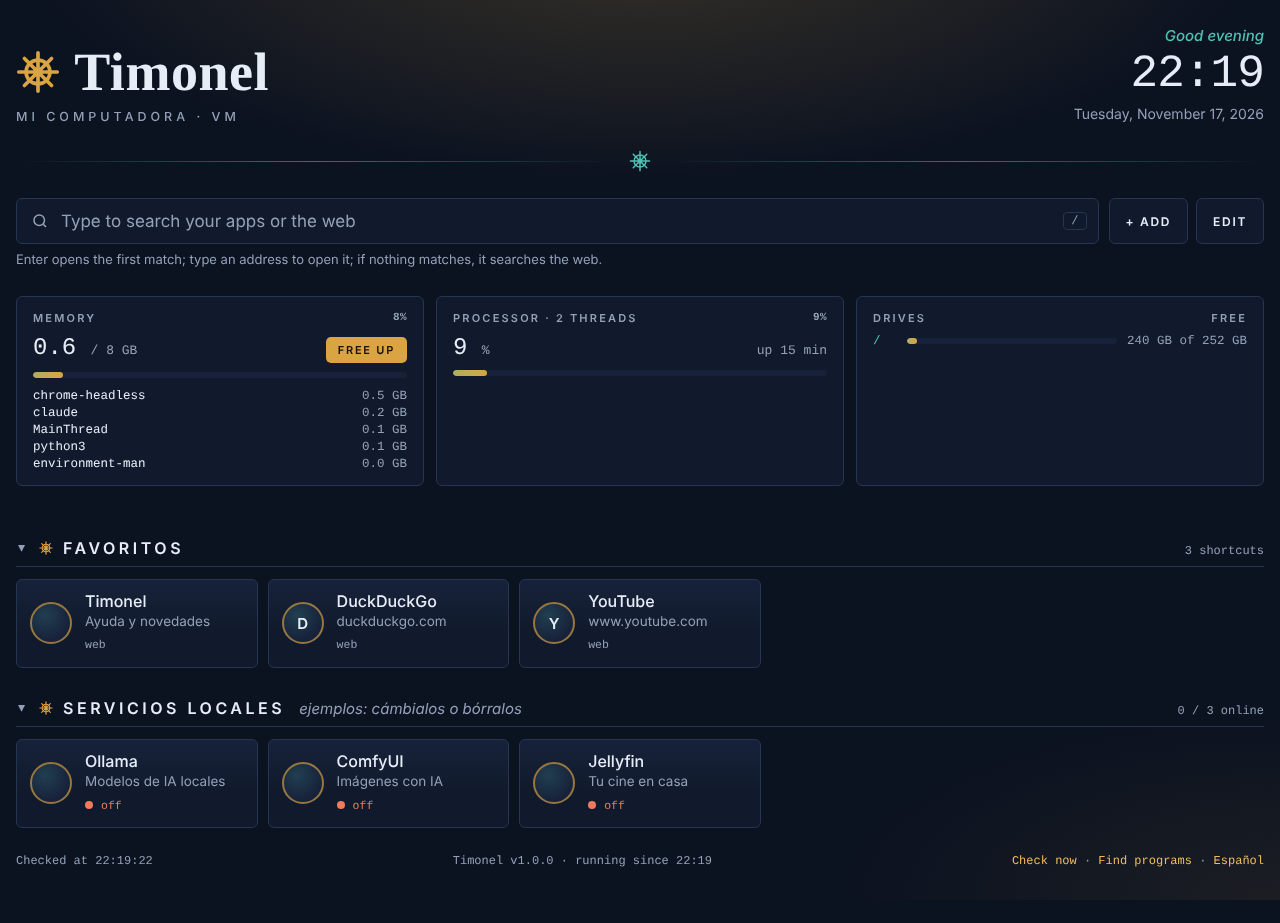 Timonel
MI COMPUTADORA · VM
Good evening
22:19
Tuesday, November 17, 2026
Type to search your apps or the web
/
+ ADD
EDIT
Enter opens the first match; type an address to open it; if nothing matches, it searches the web.
MEMORY 8%
0.6 / 8 GB FREE UP
chrome-headless 0.5 GB
claude 0.2 GB
MainThread 0.1 GB
python3 0.1 GB
environment-man 0.0 GB
PROCESSOR · 2 THREADS 9%
9 % up 15 min
DRIVES FREE
/ 240 GB of 252 GB
▼ FAVORITOS 3 shortcuts
Timonel
Ayuda y novedades
web
D
DuckDuckGo
duckduckgo.com
web
Y
YouTube
www.youtube.com
web
▼ SERVICIOS LOCALES ejemplos: cámbialos o bórralos 0 / 3 online
Ollama
Modelos de IA locales
off
ComfyUI
Imágenes con IA
off
Jellyfin
Tu cine en casa
off
Checked at 22:19:22
Timonel v1.0.0 · running since 22:19
Check now · Find programs · Español